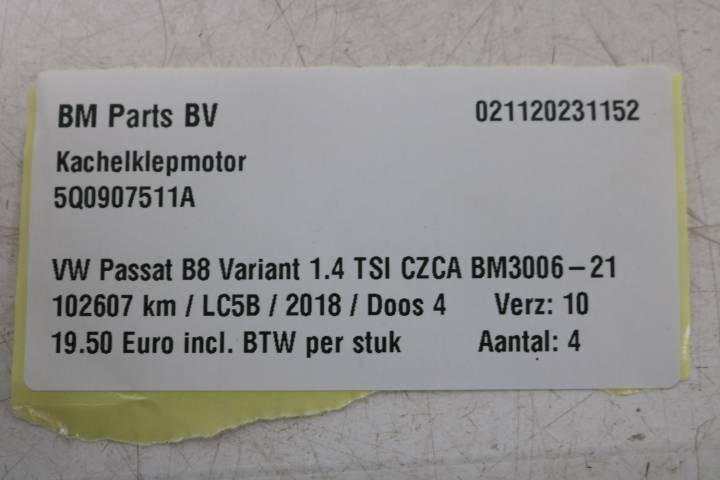 BM Parts BV 021120231152
Kachelklepmotor
5Q0907511A
VW Passat B8 Variant 1.4 TSI CZCA BM3006-21
102607 km / LC5B / 2018 / Doos 4 Verz: 10
19.50 Euro incl. BTW per stuk Aantal: 4